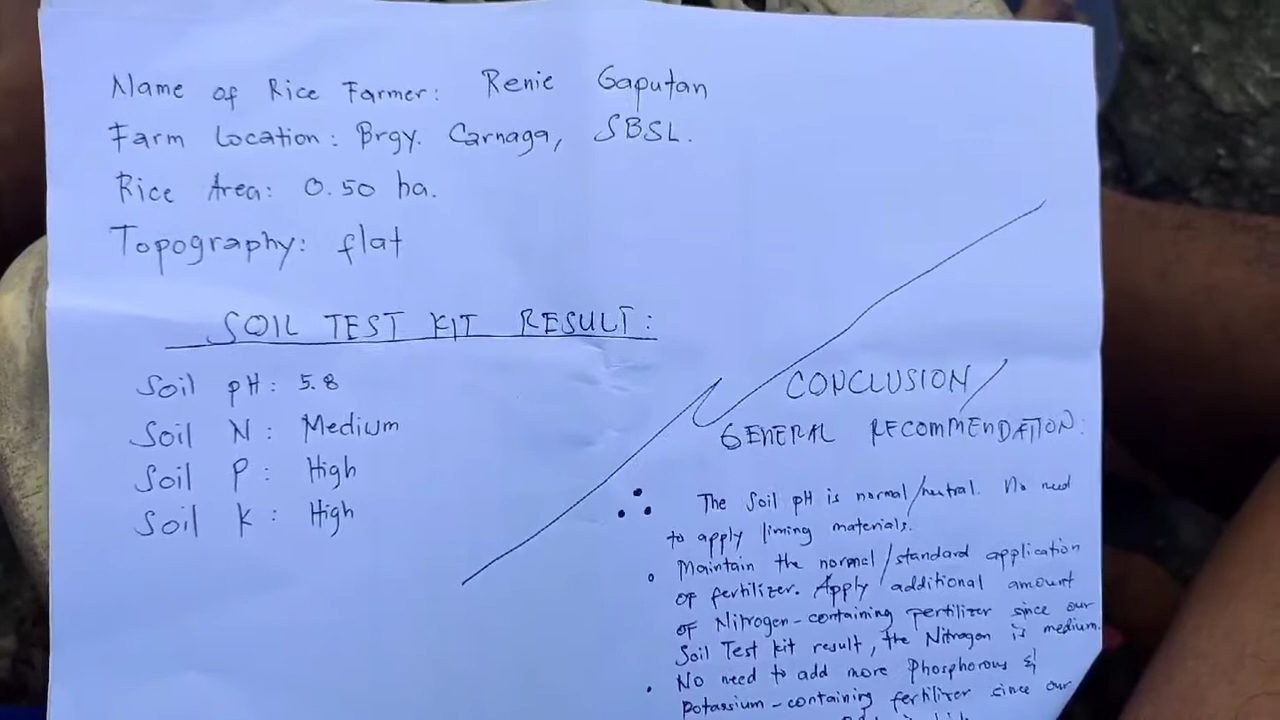 Name of Rice Farmer: Renie Gaputan
Farm Location: Brgy. Carnaga, SBSL.
Rice Area: 0.50 ha.
Topography: flat
SOIL TEST KIT RESULT:
Soil pH: 5.8
Soil N: Medium
Soil P: High
Soil K: High
CONCLUSION/
GENERAL RECOMMENDATION:
The Soil pH is normal/neutral. No need
to apply liming materials.
Maintain the normal/standard application
of fertilizer. Apply additional amount
of Nitrogen-containing pertilizer since our
Soil Test kit result, the Nitrogen is medium.
No need to add more Phosphorous &
potassium-containing fertilizer since our